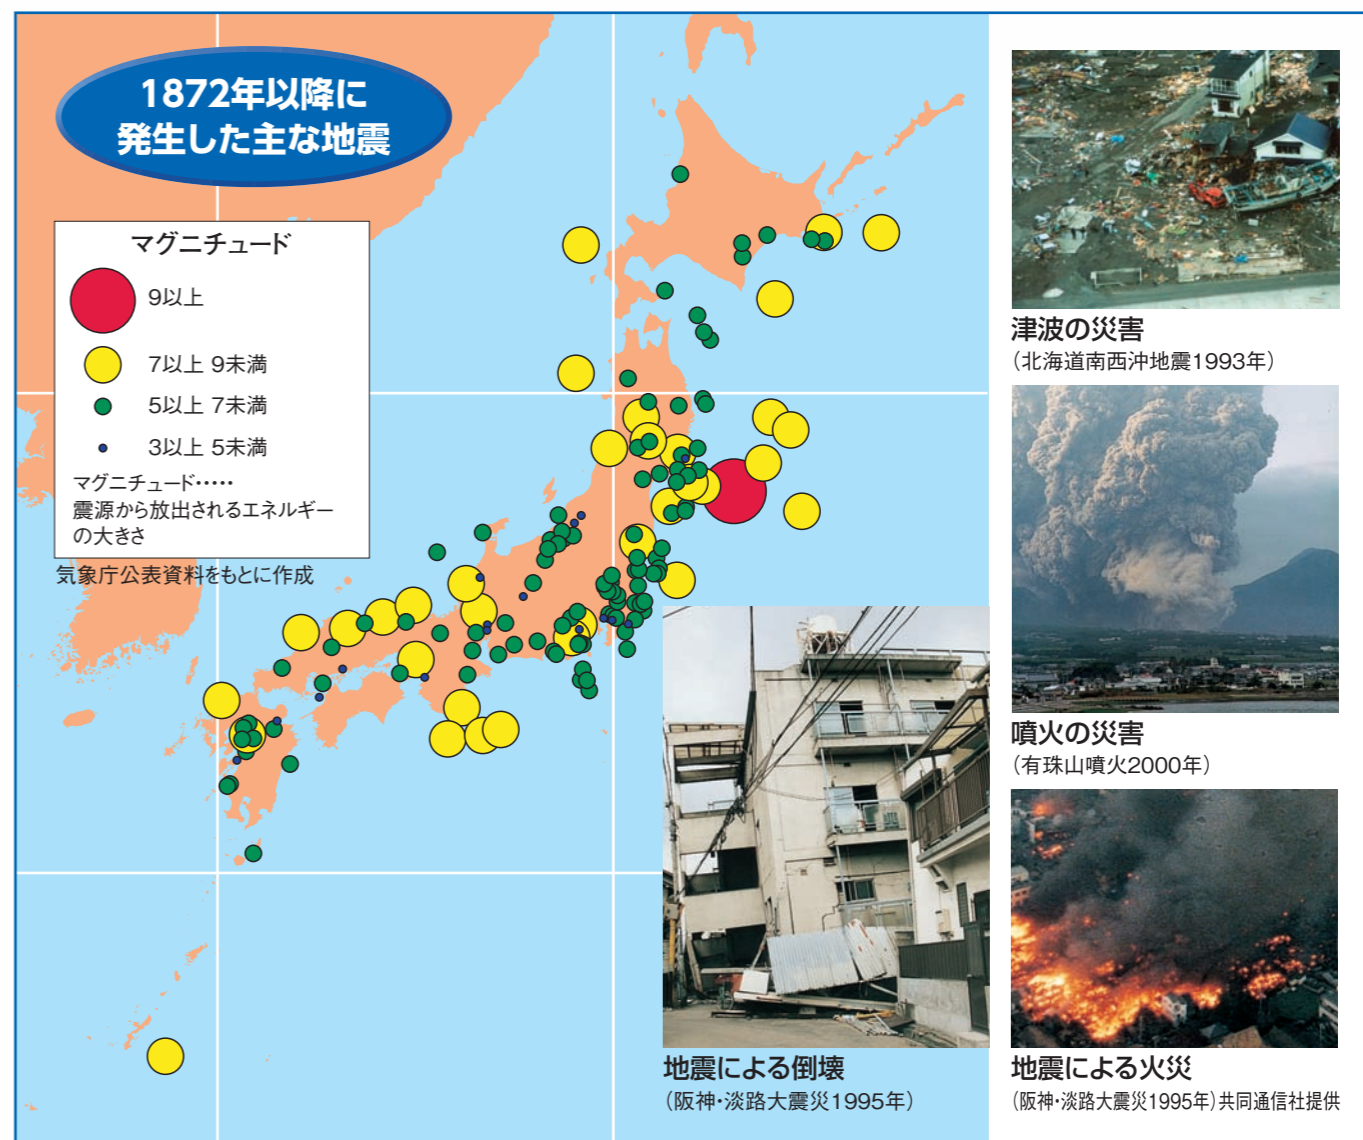 1872年以降に
発生した主な地震
マグニチュード
9以上
7以上 9未満
5以上 7未満
3以上 5未満
マグニチュード‥‥‥
震源から放出されるエネルギー
の大きさ
気象庁公表資料をもとに作成
津波の災害
(北海道南西沖地震1993年)
噴火の災害
(有珠山噴火2000年)
地震による倒壊
(阪神・淡路大震災1995年)
地震による火災
(阪神・淡路大震災1995年)共同通信社提供